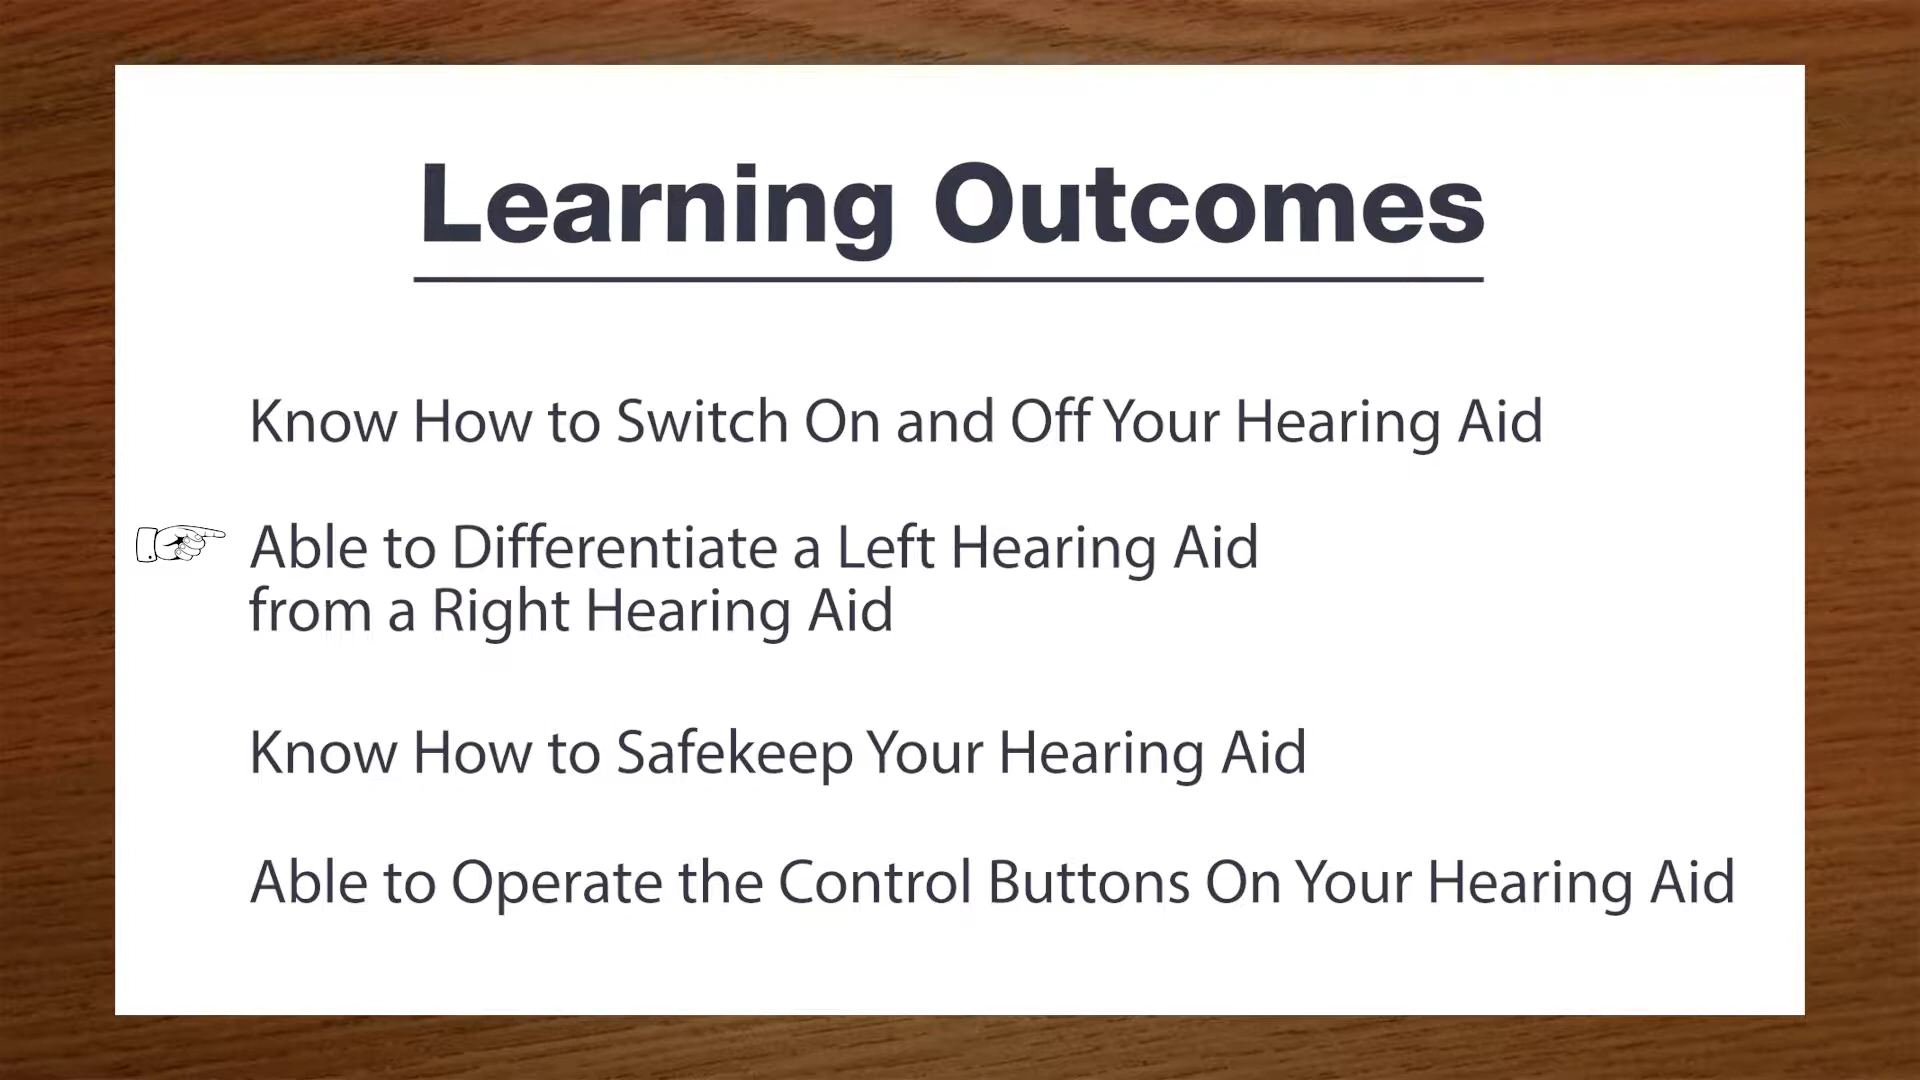 Learning Outcomes
Know How to Switch On and Off Your Hearing Aid
Able to Differentiate a Left Hearing Aid
from a Right Hearing Aid
Know How to Safekeep Your Hearing Aid
Able to Operate the Control Buttons On Your Hearing Aid